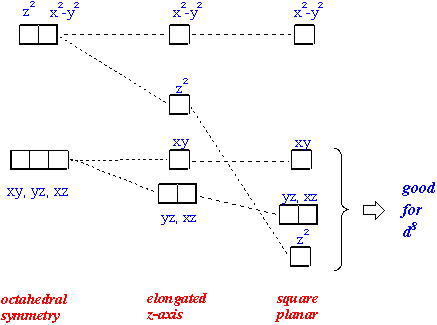 z² x²-y² x²-y² x²-y²
z²
xy xy
xy, yz, xz
yz, xz
yz, xz
z²
good
for
d⁸
octahedral
symmetry
elongated
z-axis
square
planar